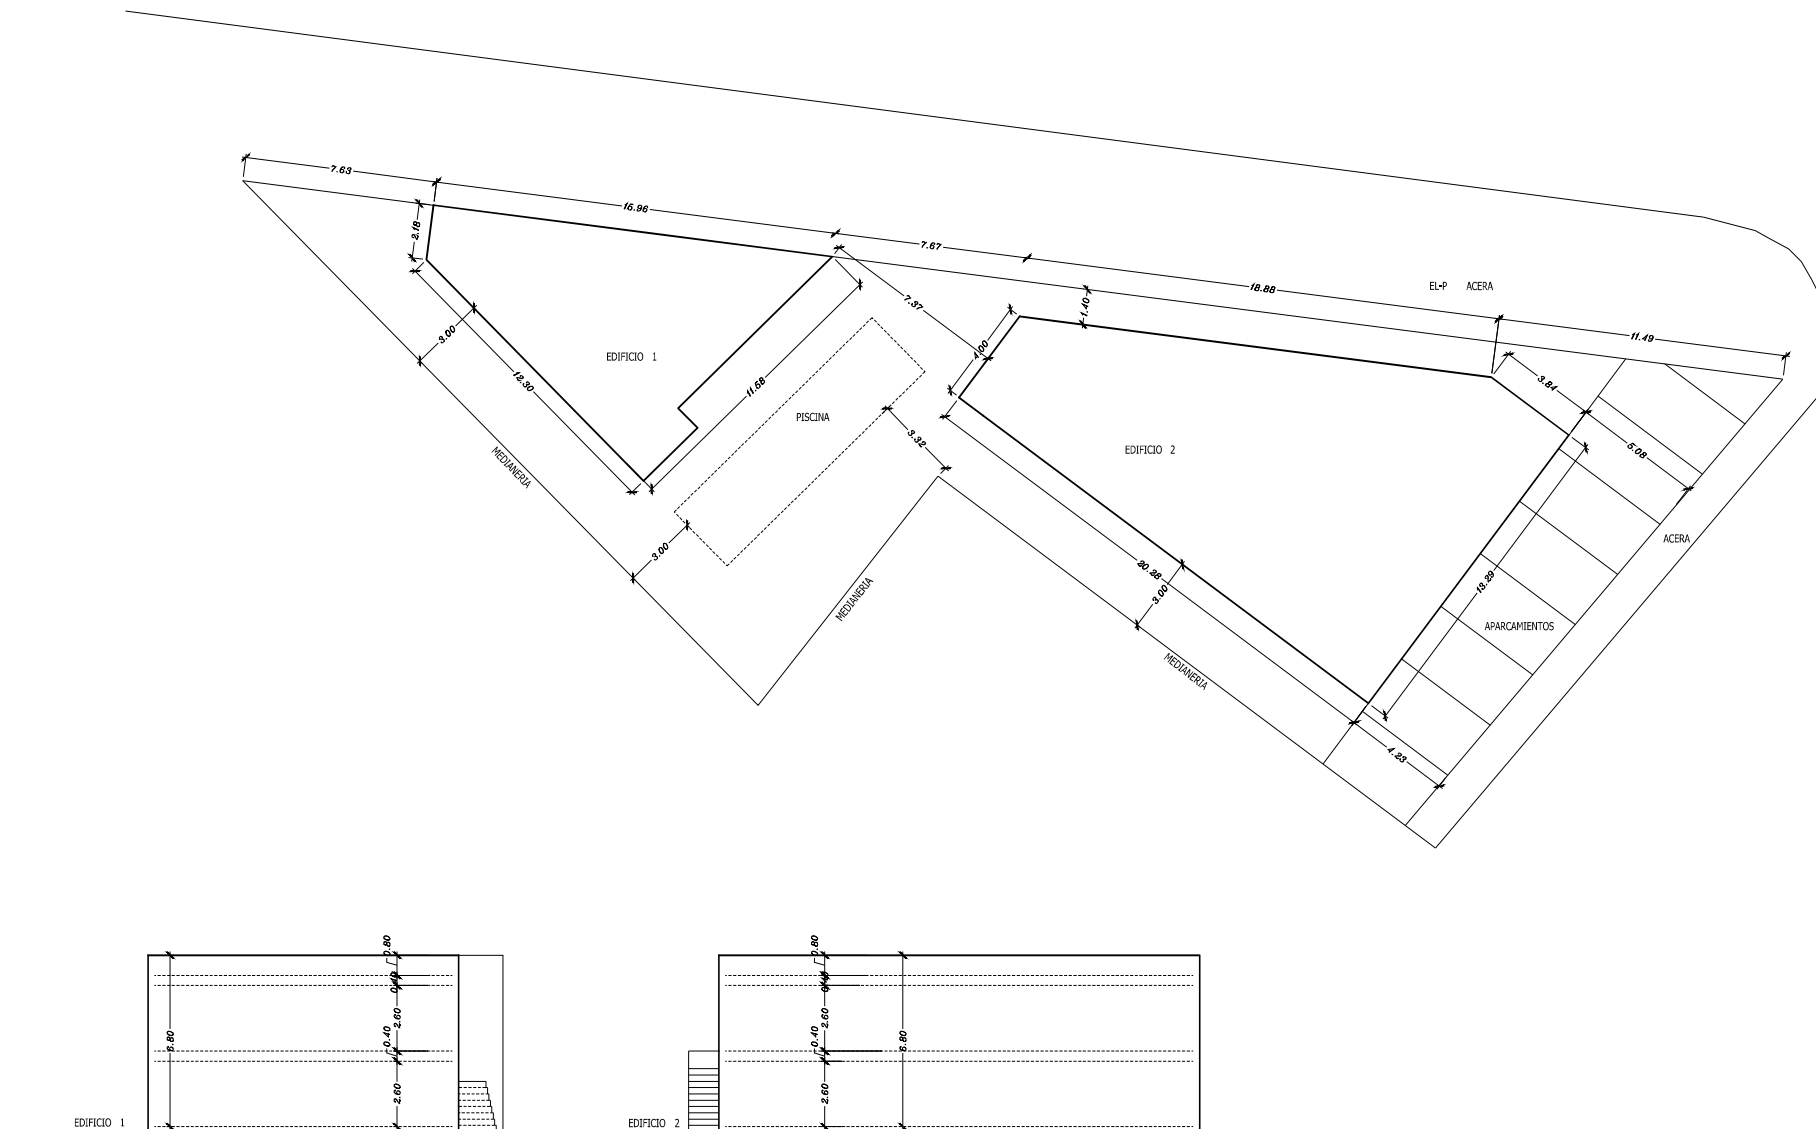 7.63
15.96
7.67
18.88
EL-P ACERA
11.49
2.18
3.00
12.30
EDIFICIO 1
11.58
7.37
1.40
4.00
PISCINA
3.32
EDIFICIO 2
3.84
5.08
ACERA
MEDIANERIA
3.00
MEDIANERIA
20.28
3.00
MEDIANERIA
13.29
APARCAMIENTOS
4.23
0.80
0.40
2.60
0.40
6.80
2.60
EDIFICIO 1
0.80
0.40
2.60
0.40
6.80
2.60
EDIFICIO 2